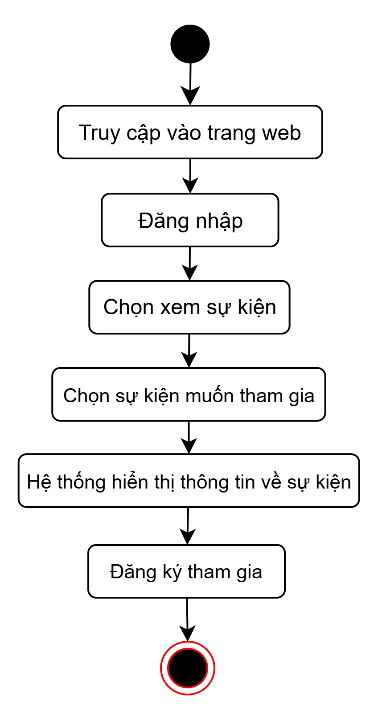 Truy cập vào trang web
Đăng nhập
Chọn xem sự kiện
Chọn sự kiện muốn tham gia
Hệ thống hiển thị thông tin về sự kiện
Đăng ký tham gia